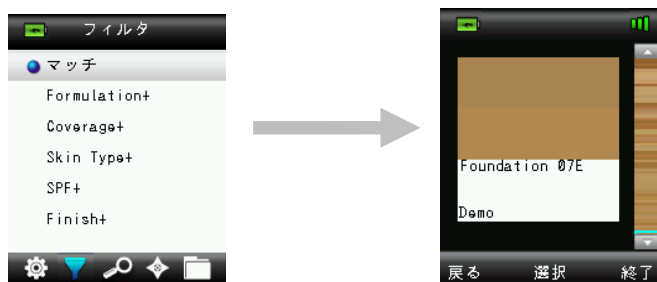 フィルタ
マッチ
Formulation+
Coverage+
Skin Type+
SPF+
Finish+
Foundation 07E
Demo
戻る 選択 終了